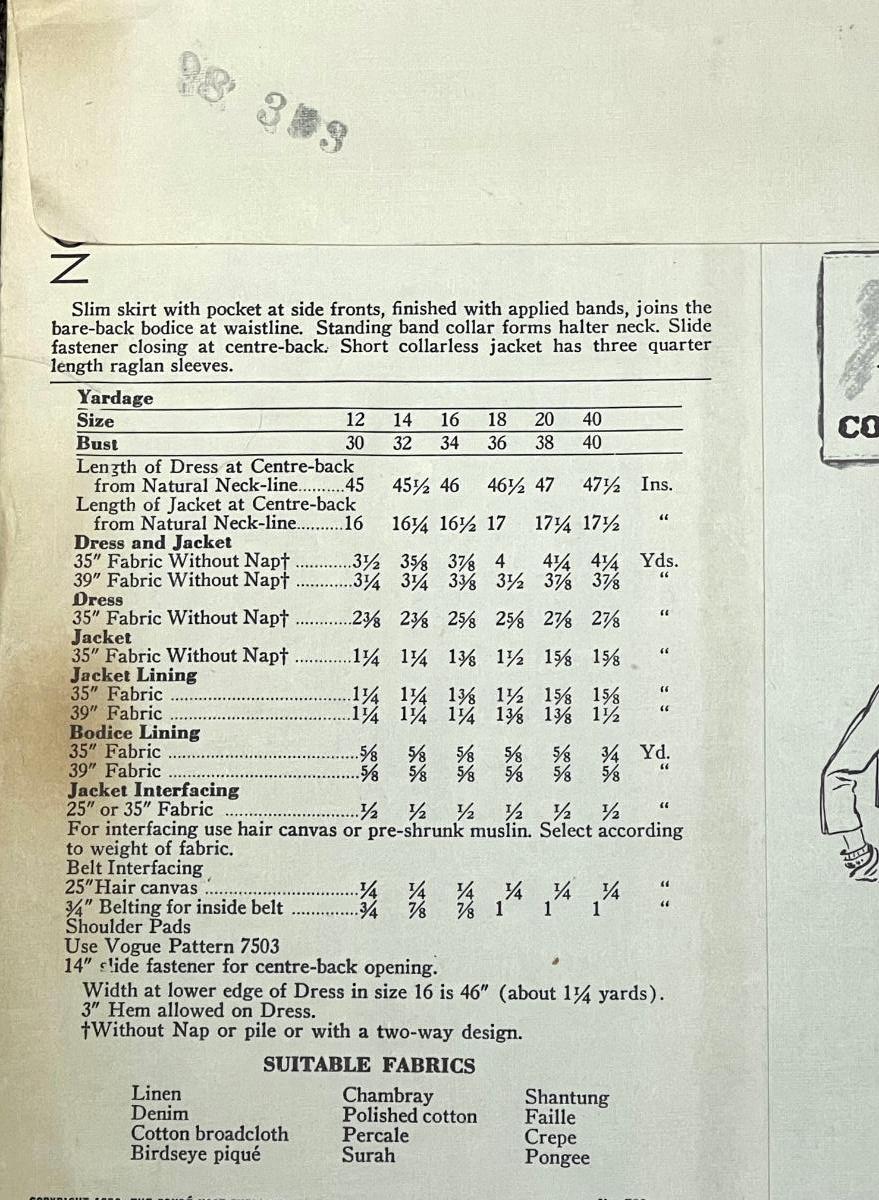 3 3
Slim skirt with pocket at side fronts, finished with applied bands, joins the
bare-back bodice at waistline. Standing band collar forms halter neck. Slide
fastener closing at centre-back. Short collarless jacket has three quarter
length raglan sleeves.
Yardage
Size 12 14 16 18 20 40
Bust 30 32 34 36 38 40
CO
Length of Dress at Centre-back
from Natural Neck-line..........45 45½ 46 46½ 47 47½ Ins.
Length of Jacket at Centre-back
from Natural Neck-line..........16 16¼ 16½ 17 17¼ 17½ “
Dress and Jacket
35″ Fabric Without Nap† ............3½ 3⅝ 3⅞ 4 4¼ 4¼ Yds.
39″ Fabric Without Nap† ............3¼ 3¼ 3⅜ 3½ 3⅞ 3⅞ “
Dress
35″ Fabric Without Nap† ............2⅜ 2⅜ 2⅝ 2⅝ 2⅞ 2⅞ “
Jacket
35″ Fabric Without Nap† ............1¼ 1¼ 1⅜ 1½ 1⅝ 1⅝ “
Jacket Lining
35″ Fabric .......................................1¼ 1¼ 1⅜ 1½ 1⅝ 1⅝ “
39″ Fabric .......................................1¼ 1¼ 1¼ 1⅜ 1⅜ 1½ “
Bodice Lining
35″ Fabric .........................................⅝ ⅝ ⅝ ⅝ ⅝ ¾ Yd.
39″ Fabric .........................................⅝ ⅝ ⅝ ⅝ ⅝ ⅝ “
Jacket Interfacing
25″ or 35″ Fabric .............................½ ½ ½ ½ ½ ½ “
For interfacing use hair canvas or pre-shrunk muslin. Select according
to weight of fabric.
Belt Interfacing
25″Hair canvas .................................¼ ¼ ¼ ¼ ¼ ¼ “
¾″ Belting for inside belt ..............¾ ⅞ ⅞ 1 1 1 “
Shoulder Pads
Use Vogue Pattern 7503
14″ slide fastener for centre-back opening.
Width at lower edge of Dress in size 16 is 46″ (about 1¼ yards).
3″ Hem allowed on Dress.
†Without Nap or pile or with a two-way design.
SUITABLE FABRICS
Linen Chambray Shantung
Denim Polished cotton Faille
Cotton broadcloth Percale Crepe
Birdseye piqué Surah Pongee